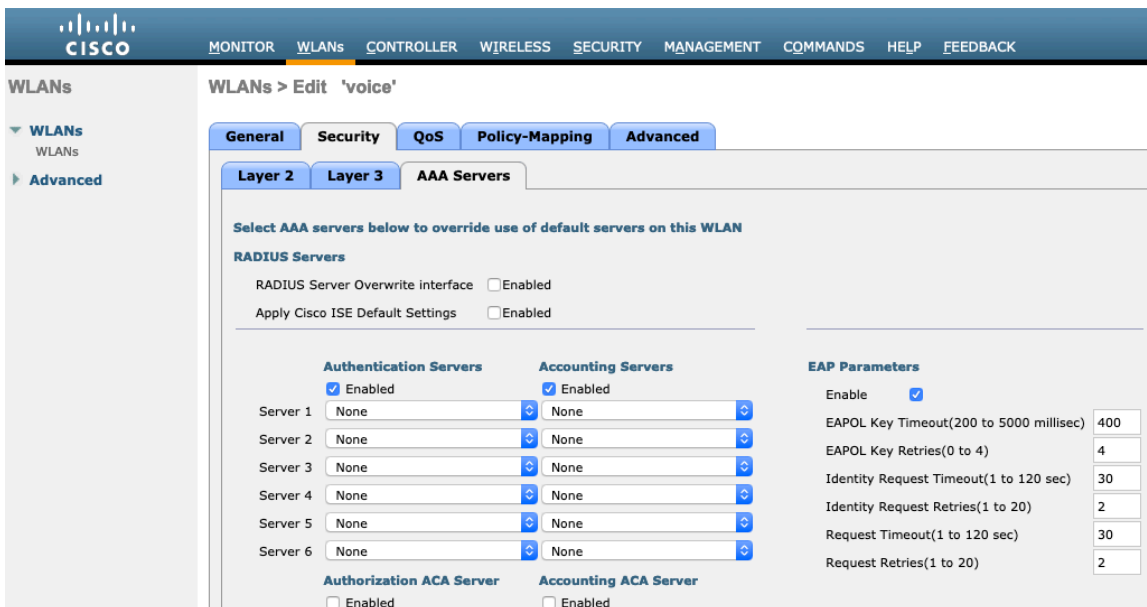 CISCO
MONITOR WLANs CONTROLLER WIRELESS SECURITY MANAGEMENT COMMANDS HELP FEEDBACK
WLANs
WLANs > Edit 'voice'
WLANs
WLANs
Advanced
General Security QoS Policy-Mapping Advanced
Layer 2 Layer 3 AAA Servers
Select AAA servers below to override use of default servers on this WLAN
RADIUS Servers
RADIUS Server Overwrite interface Enabled
Apply Cisco ISE Default Settings Enabled
Authentication Servers Accounting Servers
Enabled Enabled
Server 1 None None
Server 2 None None
Server 3 None None
Server 4 None None
Server 5 None None
Server 6 None None
Authorization ACA Server Accounting ACA Server
Enabled Enabled
EAP Parameters
Enable
EAPOL Key Timeout(200 to 5000 millisec) 400
EAPOL Key Retries(0 to 4) 4
Identity Request Timeout(1 to 120 sec) 30
Identity Request Retries(1 to 20) 2
Request Timeout(1 to 120 sec) 30
Request Retries(1 to 20) 2